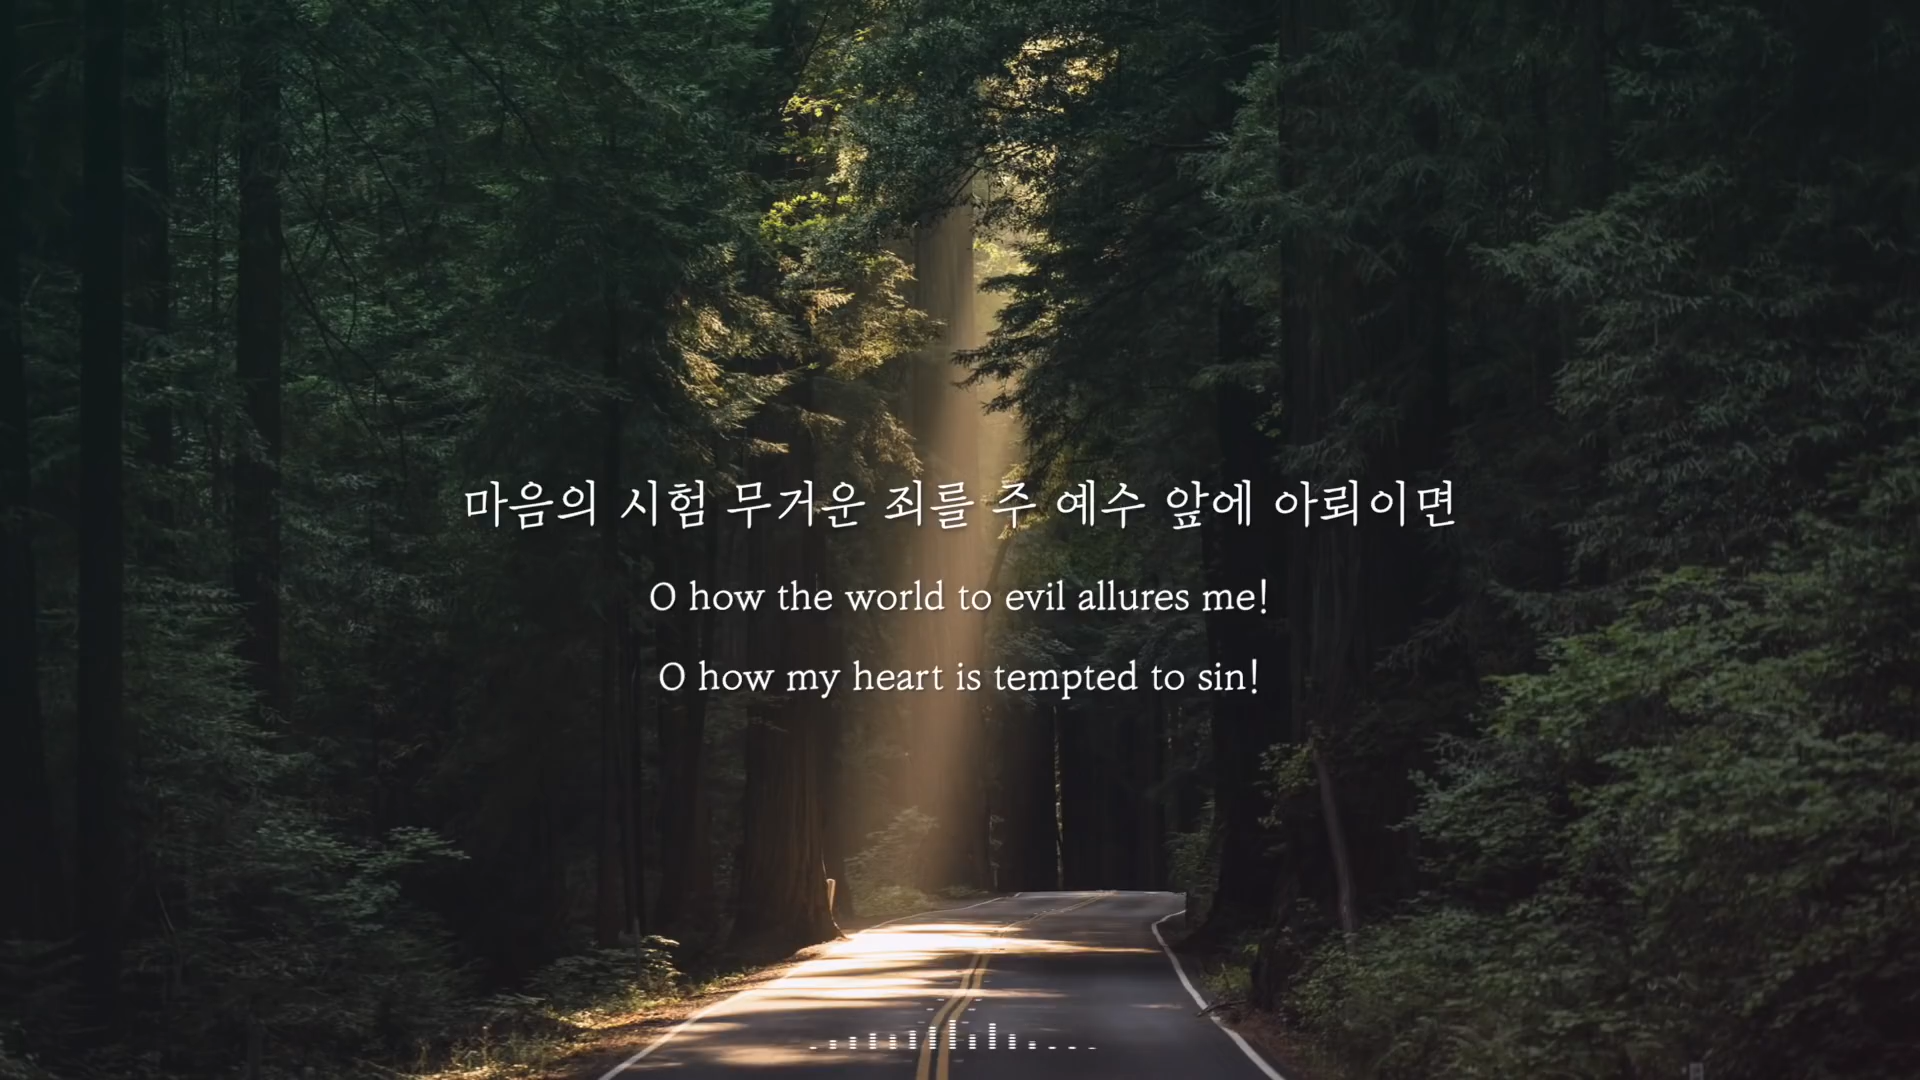 마음의 시험 무거운 죄를 주 예수 앞에 아뢰이면
O how the world to evil allures me!
O how my heart is tempted to sin!